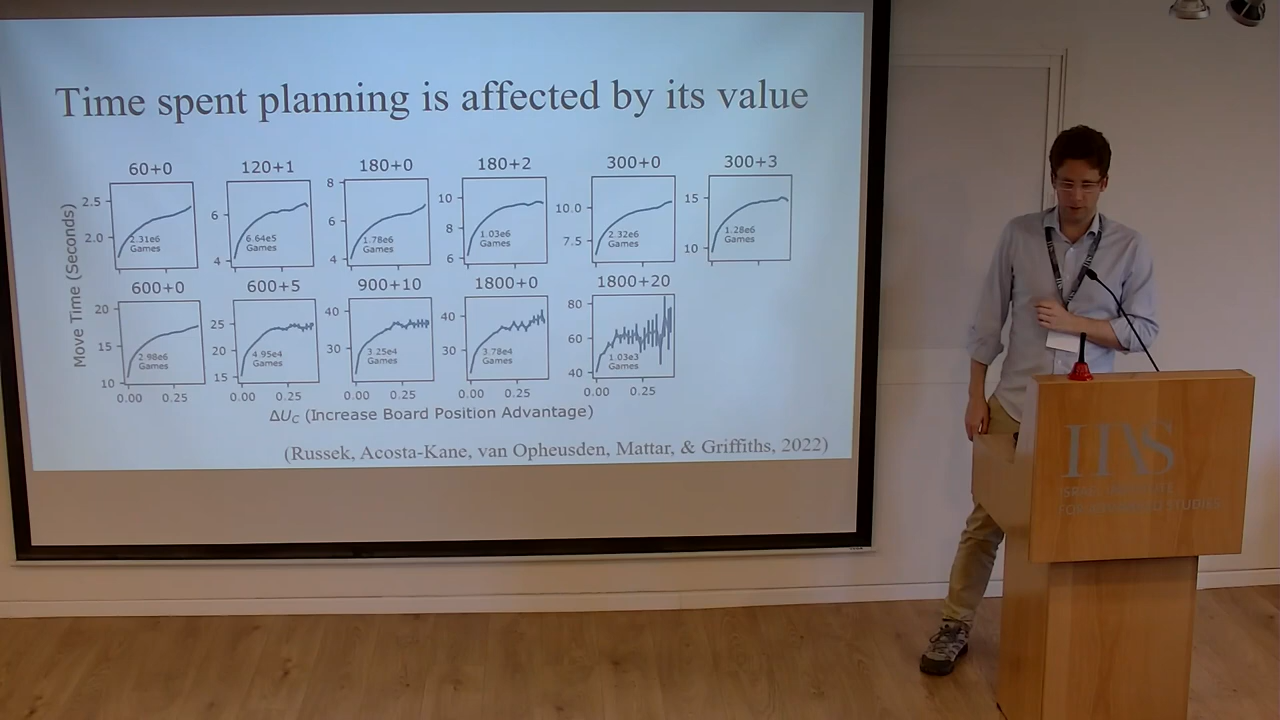 Time spent planning is affected by its value
60+0 120+1 180+0 180+2 300+0 300+3
2.5 2.0
6 4
8 6 4
10 8 6
10.0 7.5
15 10
2.31e6 Games
6.64e5 Games
1.78e6 Games
1.03e6 Games
2.32e6 Games
1.28e6 Games
Move Time (Seconds)
600+0 600+5 900+10 1800+0 1800+20
20 15 10
25 20 15
40 30
40 30
80 60 40
2.98e6 Games
4.95e4 Games
3.25e4 Games
3.78e4 Games
1.03e3 Games
0.00 0.25 0.00 0.25 0.00 0.25 0.00 0.25 0.00 0.25
ΔU_C (Increase Board Position Advantage)
(Russek, Acosta-Kane, van Opheusden, Mattar, & Griffiths, 2022)
IIAS
ISRAEL INSTITUTE
FOR ADVANCED STUDIES